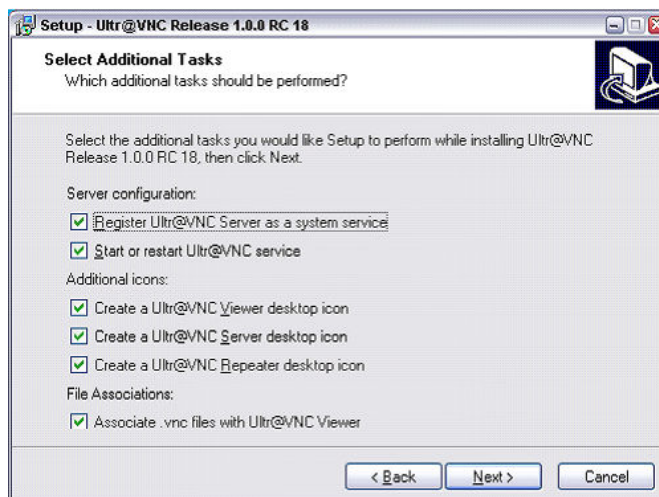 Setup - Ultr@VNC Release 1.0.0 RC 18
Select Additional Tasks
Which additional tasks should be performed?
Select the additional tasks you would like Setup to perform while installing Ultr@VNC
Release 1.0.0 RC 18, then click Next.
Server configuration:
Register Ultr@VNC Server as a system service
Start or restart Ultr@VNC service
Additional icons:
Create a Ultr@VNC Viewer desktop icon
Create a Ultr@VNC Server desktop icon
Create a Ultr@VNC Repeater desktop icon
File Associations:
Associate .vnc files with Ultr@VNC Viewer
< Back Next > Cancel